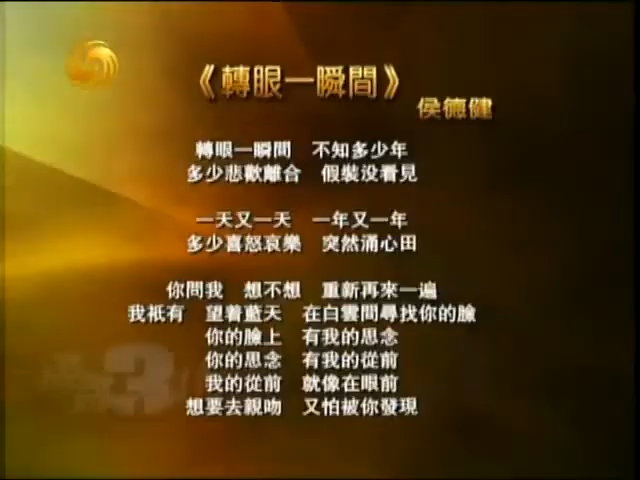 《轉眼一瞬間》
侯德健
轉眼一瞬間 不知多少年
多少悲歡離合 假裝没看見
一天又一天 一年又一年
多少喜怒哀樂 突然涌心田
你問我 想不想 重新再來一遍
我衹有 望着藍天 在白雲間尋找你的臉
你的臉上 有我的思念
你的思念 有我的從前
我的從前 就像在眼前
想要去親吻 又怕被你發現
3